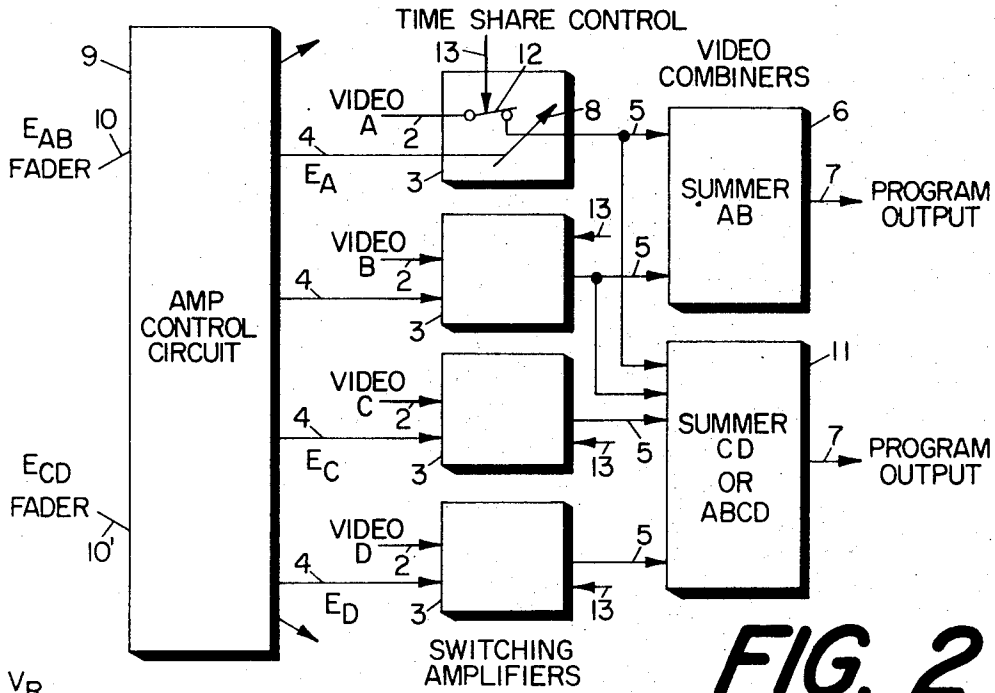 TIME SHARE CONTROL
9
13
12
VIDEO
COMBINERS
VIDEO
A
2
8
5
6
E_AB
FADER
10
4
E_A
3
SUMMER
AB
7
PROGRAM
OUTPUT
VIDEO
B
2
13
5
4
3
AMP
CONTROL
CIRCUIT
VIDEO
C
2
11
4
E_C
3
5
13
SUMMER
CD
OR
ABCD
7
PROGRAM
OUTPUT
E_CD
FADER
10'
VIDEO
D
2
5
4
E_D
3
13
SWITCHING
AMPLIFIERS
FIG. 2
V_R